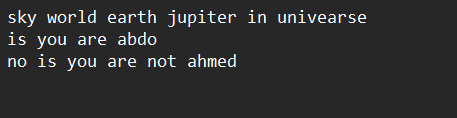 sky world earth jupiter in univearse
is you are abdo
no is you are not ahmed